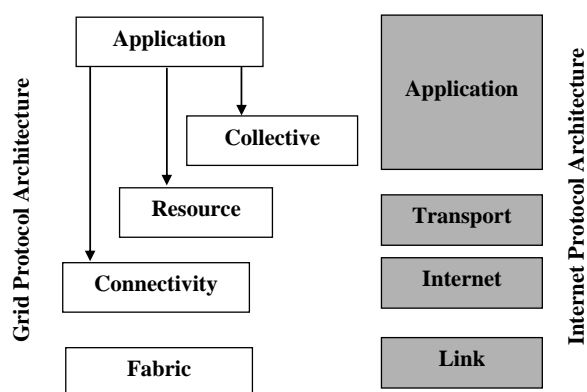 Grid Protocol Architecture
Application
Collective
Resource
Connectivity
Fabric
Application
Transport
Internet
Link
Internet Protocol Architecture